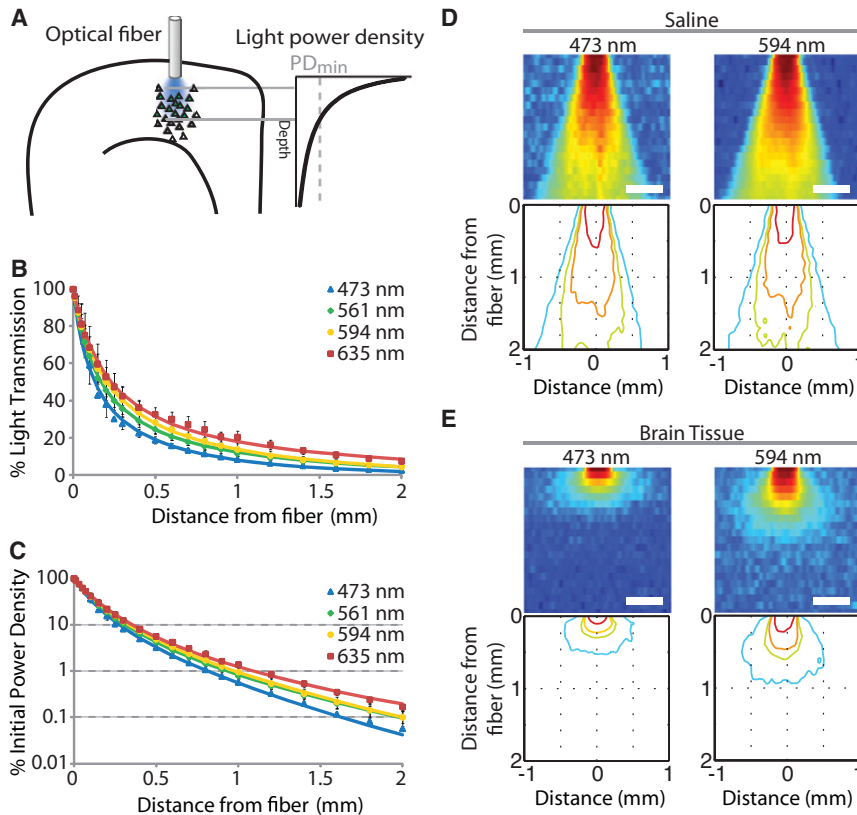 A
Optical fiber
Light power density
PDmin
Depth
B
% Light Transmission
100
80
60
40
20
0
473 nm
561 nm
594 nm
635 nm
0
0.5
1
1.5
2
Distance from fiber (mm)
C
% Initial Power Density
100
10
1
0.1
0.01
473 nm
561 nm
594 nm
635 nm
0
0.5
1
1.5
2
Distance from fiber (mm)
D
Saline
473 nm
594 nm
Distance from
fiber (mm)
0
1
2
-1
0
1
-1
0
1
Distance (mm)
Distance (mm)
E
Brain Tissue
473 nm
594 nm
Distance from
fiber (mm)
0
1
2
0
1
2
-1
0
1
-1
0
1
Distance (mm)
Distance (mm)